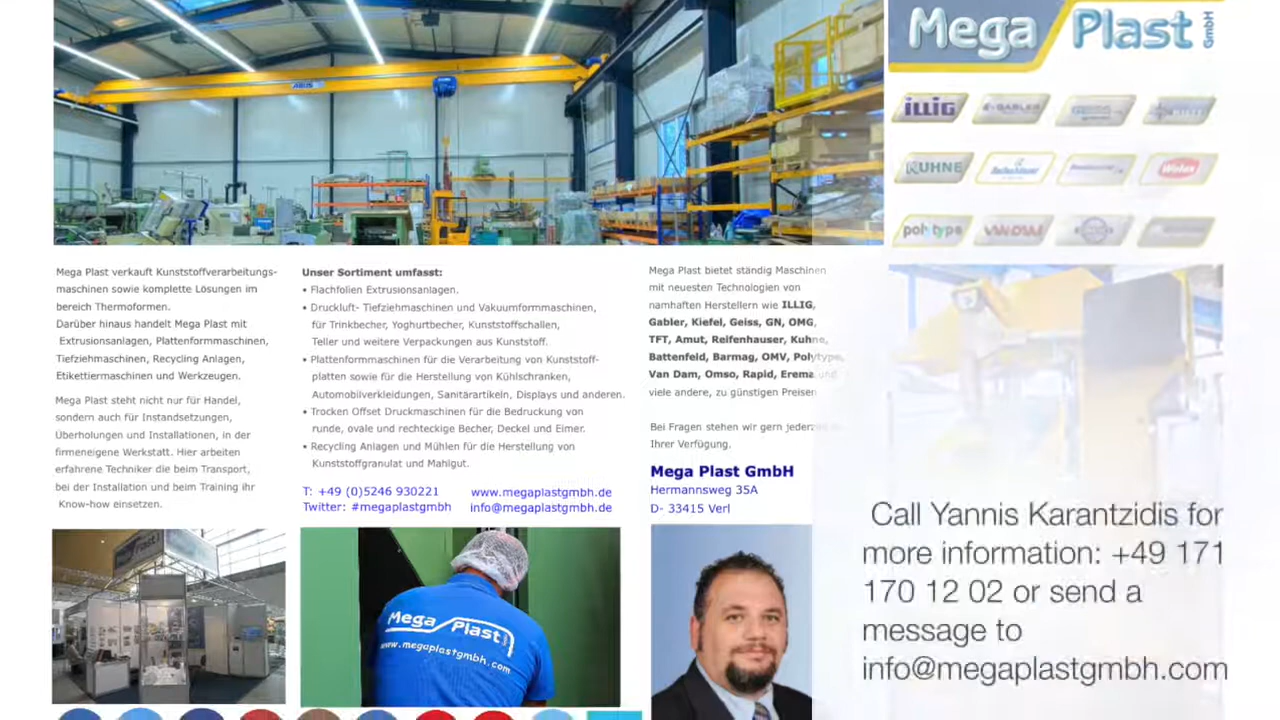 ABUS
Mega Plast GmbH
ILLIG
GABLER
KUHNE
Reifenhäuser
Welex
polytype
VANDAM
Mega Plast verkauft Kunststoffverarbeitungs-
maschinen sowie komplette Lösungen im
bereich Thermoformen.
Darüber hinaus handelt Mega Plast mit
Extrusionsanlagen, Plattenformmaschinen,
Tiefziehmaschinen, Recycling Anlagen,
Etikettiermaschinen und Werkzeugen.
Mega Plast steht nicht nur für Handel,
sondern auch für Instandsetzungen,
Überholungen und Installationen, in der
firmeneigene Werkstatt. Hier arbeiten
erfahrene Techniker die beim Transport,
bei der Installation und beim Training ihr
Know-how einsetzen.
Unser Sortiment umfasst:
• Flachfolien Extrusionsanlagen.
• Druckluft- Tiefziehmaschinen und Vakuumformmaschinen,
für Trinkbecher, Yoghurtbecher, Kunststoffschalen,
Teller und weitere Verpackungen aus Kunststoff.
• Plattenformmaschinen für die Verarbeitung von Kunststoff-
platten sowie für die Herstellung von Kühlschranken,
Automobilverkleidungen, Sanitärartikeln, Displays und anderen.
• Trocken Offset Druckmaschinen für die Bedruckung von
runde, ovale und rechteckige Becher, Deckel und Eimer.
• Recycling Anlagen und Mühlen für die Herstellung von
Kunststoffgranulat und Mahlgut.
T: +49 (0)5246 930221 www.megaplastgmbh.de
Twitter: #megaplastgmbh info@megaplastgmbh.de
Mega Plast bietet ständig Maschinen
mit neuesten Technologien von
namhaften Herstellern wie ILLIG,
Gabler, Kiefel, Geiss, GN, OMG,
TFT, Amut, Reifenhauser, Kuhne,
Battenfeld, Barmag, OMV, Polytype,
Van Dam, Omso, Rapid, Erema und
viele andere, zu günstigen Preisen
Bei Fragen stehen wir gern jederzeit
Ihrer Verfügung.
Mega Plast GmbH
Hermannsweg 35A
D- 33415 Verl
Mega Plast
Mega Plast
www.megaplastgmbh.com
Call Yannis Karantzidis for
more information: +49 171
170 12 02 or send a
message to
info@megaplastgmbh.com